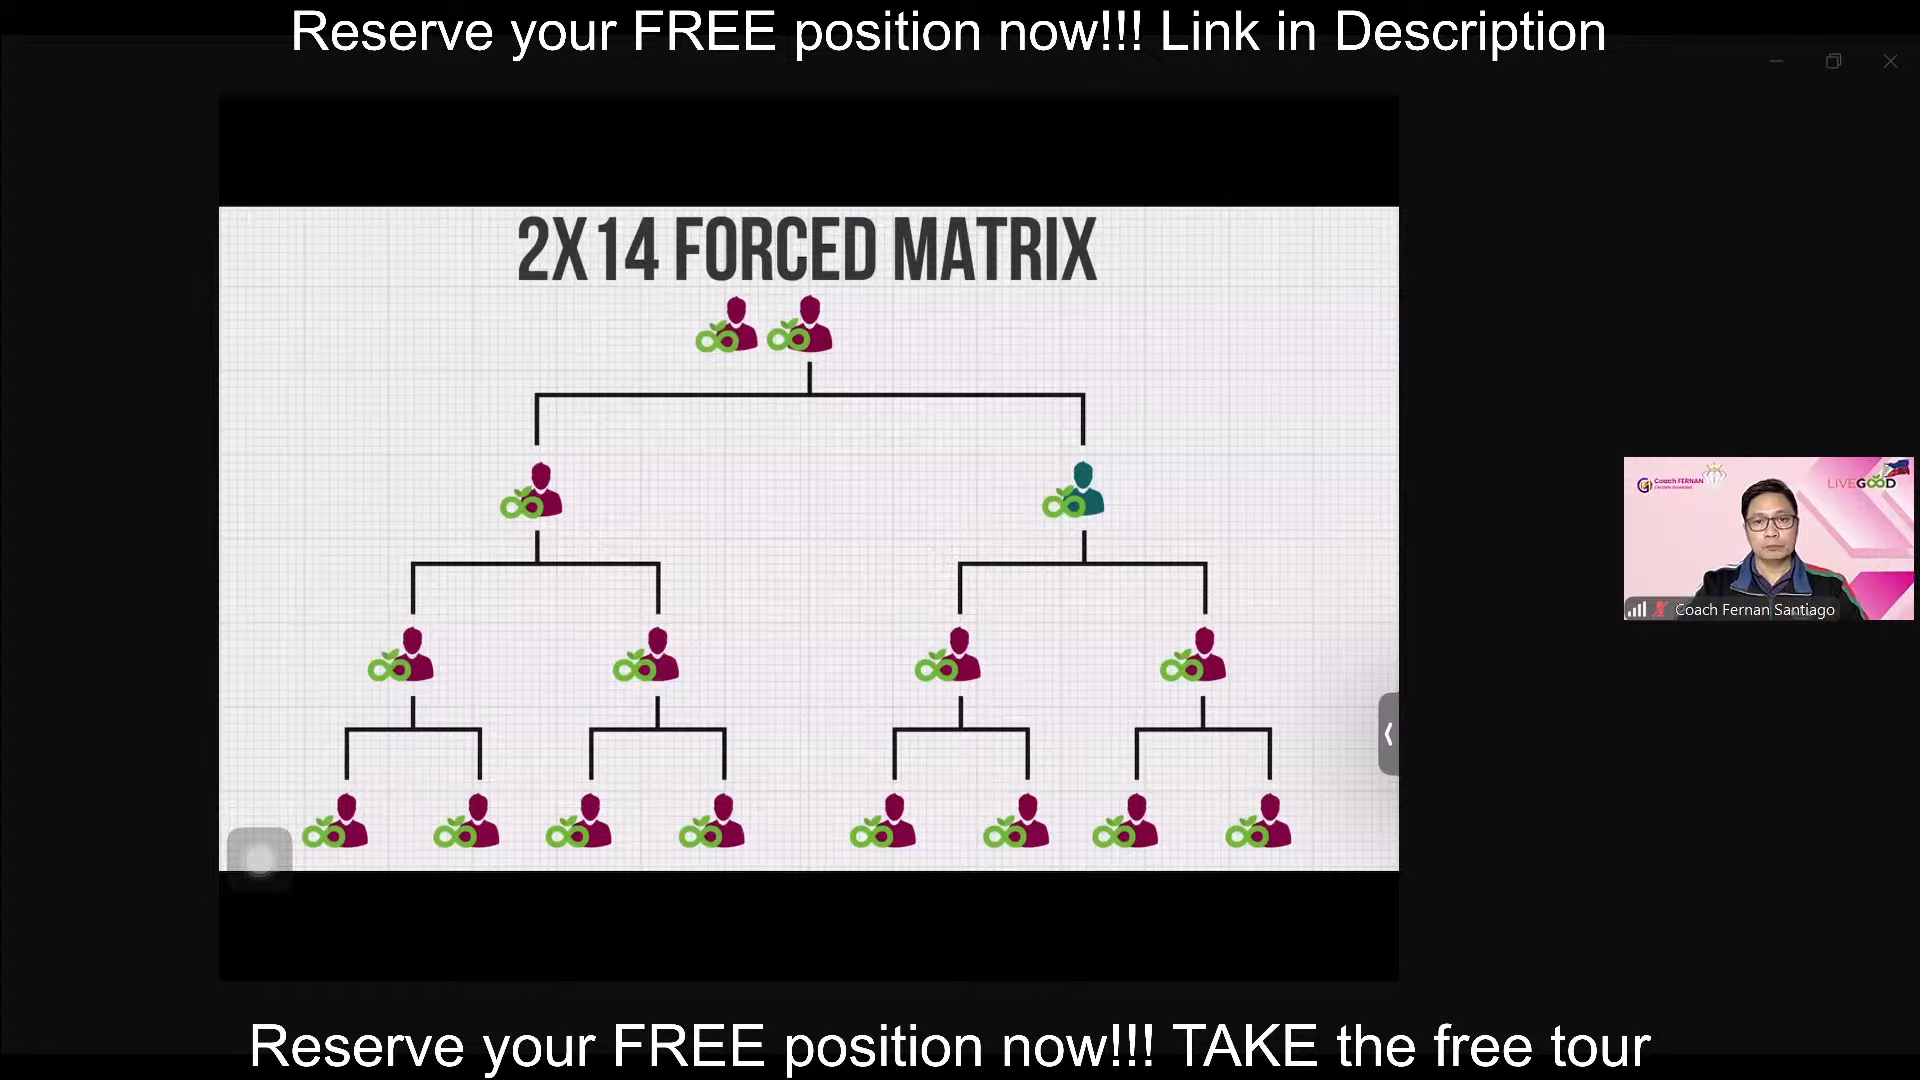 Reserve your FREE position now!!! Link in Description
2X14 FORCED MATRIX
Coach FERNAN
LIVEGOOD
Coach Fernan Santiago
Reserve your FREE position now!!! TAKE the free tour